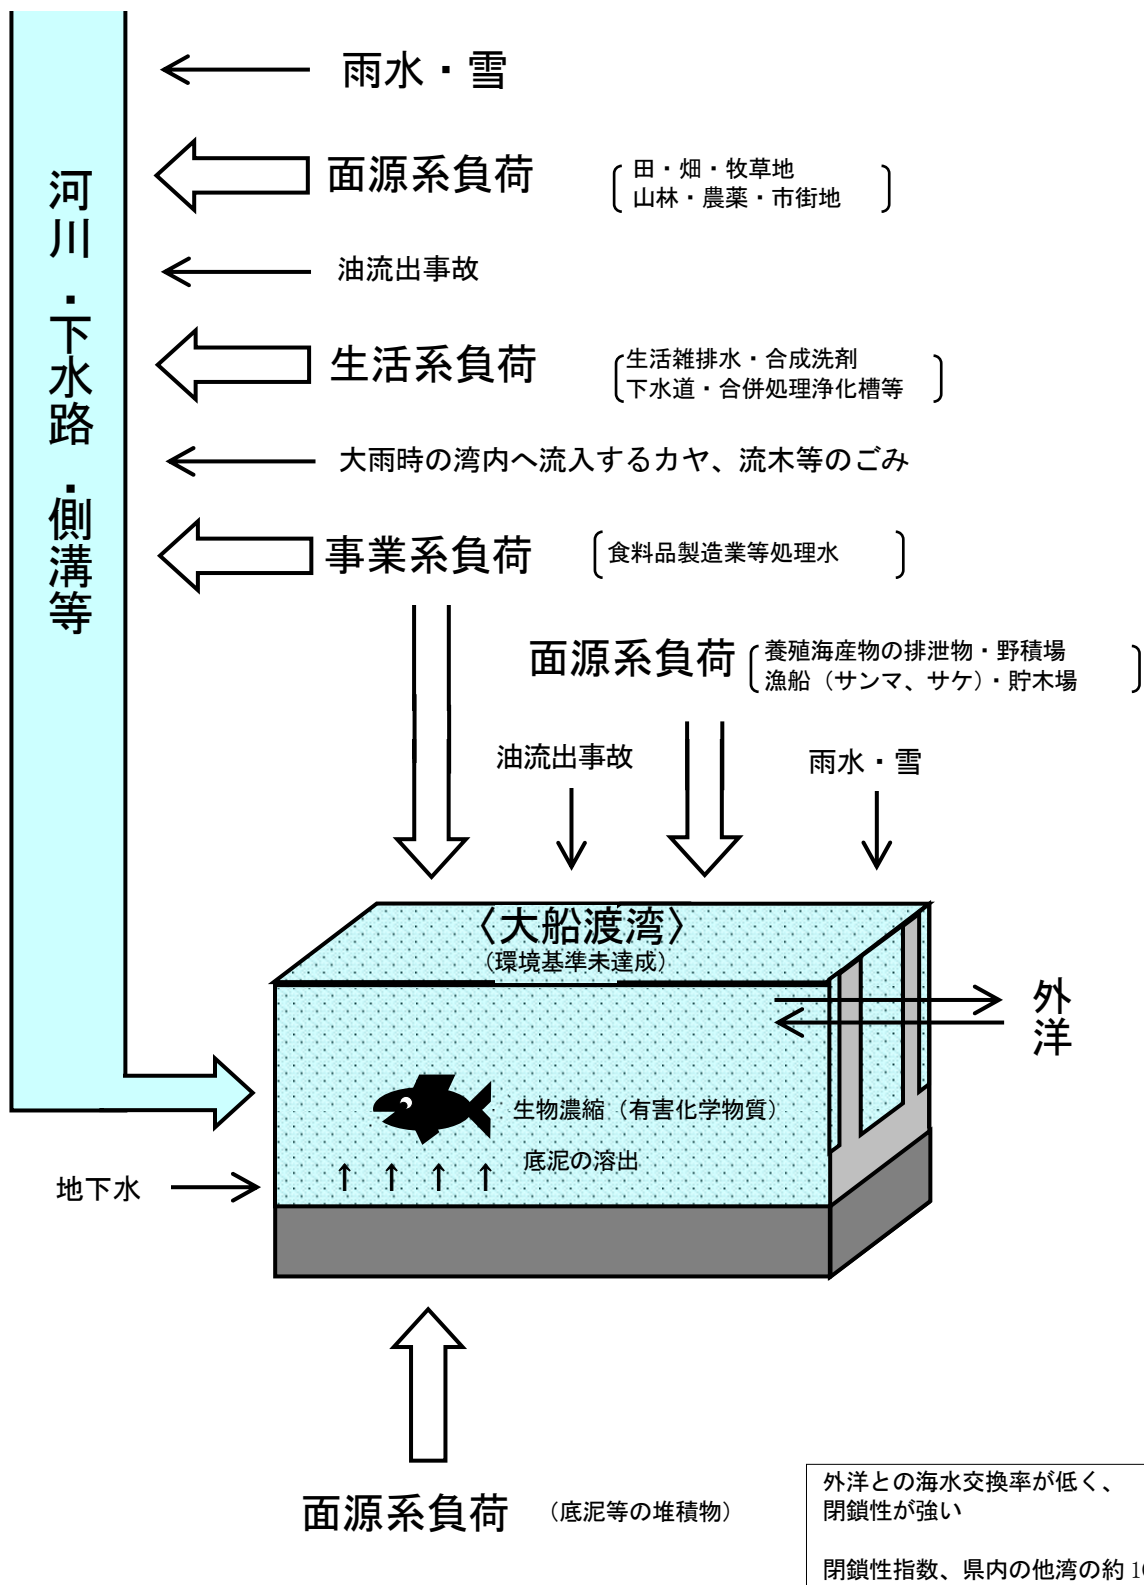 雨水・雪
面源系負荷
田・畑・牧草地
山林・農薬・市街地
河川・下水路・側溝等
油流出事故
生活系負荷
生活雑排水・合成洗剤
下水道・合併処理浄化槽等
大雨時の湾内へ流入するカヤ、流木等のごみ
事業系負荷
食料品製造業等処理水
面源系負荷
養殖海産物の排泄物・野積場
漁船（サンマ、サケ）・貯木場
油流出事故
雨水・雪
〈大船渡湾〉
（環境基準未達成）
外洋
生物濃縮（有害化学物質）
底泥の溶出
↑ ↑ ↑ ↑
地下水
面源系負荷 （底泥等の堆積物）
外洋との海水交換率が低く、
閉鎖性が強い
閉鎖性指数、県内の他湾の約